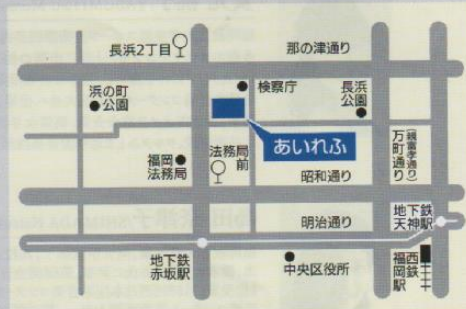 長浜2丁目
那の津通り
浜の町
公園
検察庁
長浜
公園
あいれふ
福岡
法務局
法務局
前
昭和通り
万町通り
(親富孝通り)
明治通り
地下鉄
天神駅
地下鉄
赤坂駅
中央区役所
西鉄
福岡駅